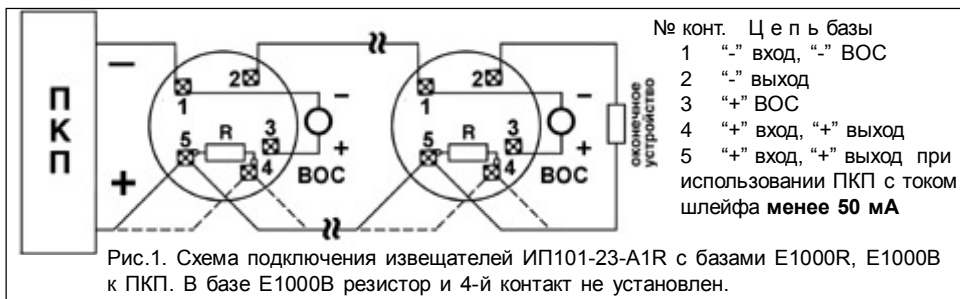 ПКП
−
+
1
2
5
R
3
4
−
+
ВОС
1
2
5
R
3
4
−
+
ВОС
оконечное
устройство
№ конт. Ц е п ь базы
1 “-” вход, “-” ВОС
2 “-” выход
3 “+” ВОС
4 “+” вход, “+” выход
5 “+” вход, “+” выход при
использовании ПКП с током
шлейфа менее 50 мА
Рис.1. Схема подключения извещателей ИП101-23-A1R с базами E1000R, E1000B
к ПКП. В базе E1000B резистор и 4-й контакт не установлен.